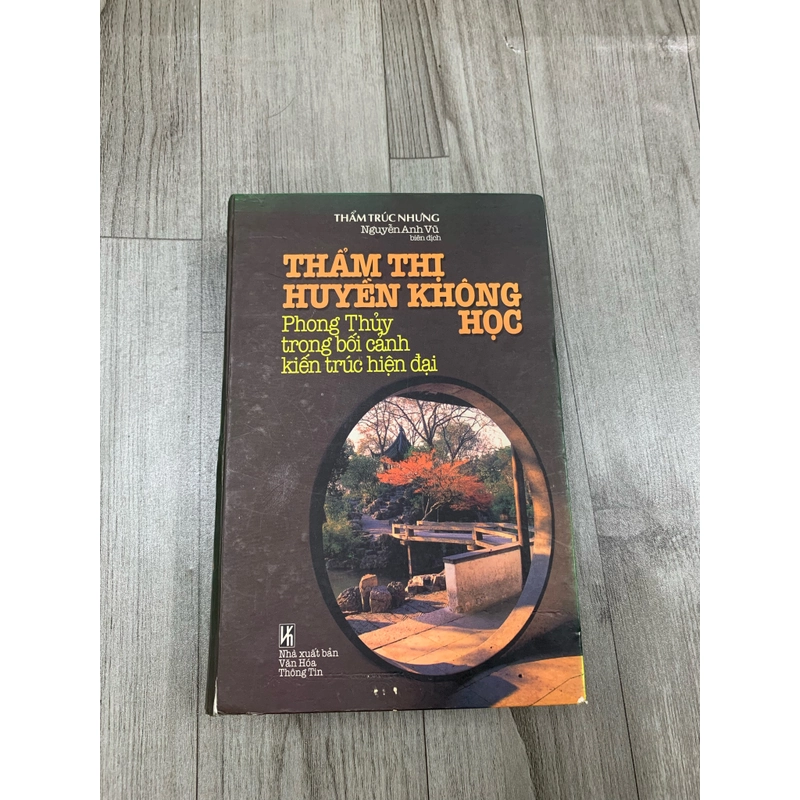 THẨM TRÚC NHƯNG
Nguyễn Anh Vũ
biên dịch
THẨM THỊ
HUYỀN KHÔNG
HỌC
Phong Thủy
trong bối cảnh
kiến trúc hiện đại
Nhà xuất bản
Văn Hóa
Thông Tin